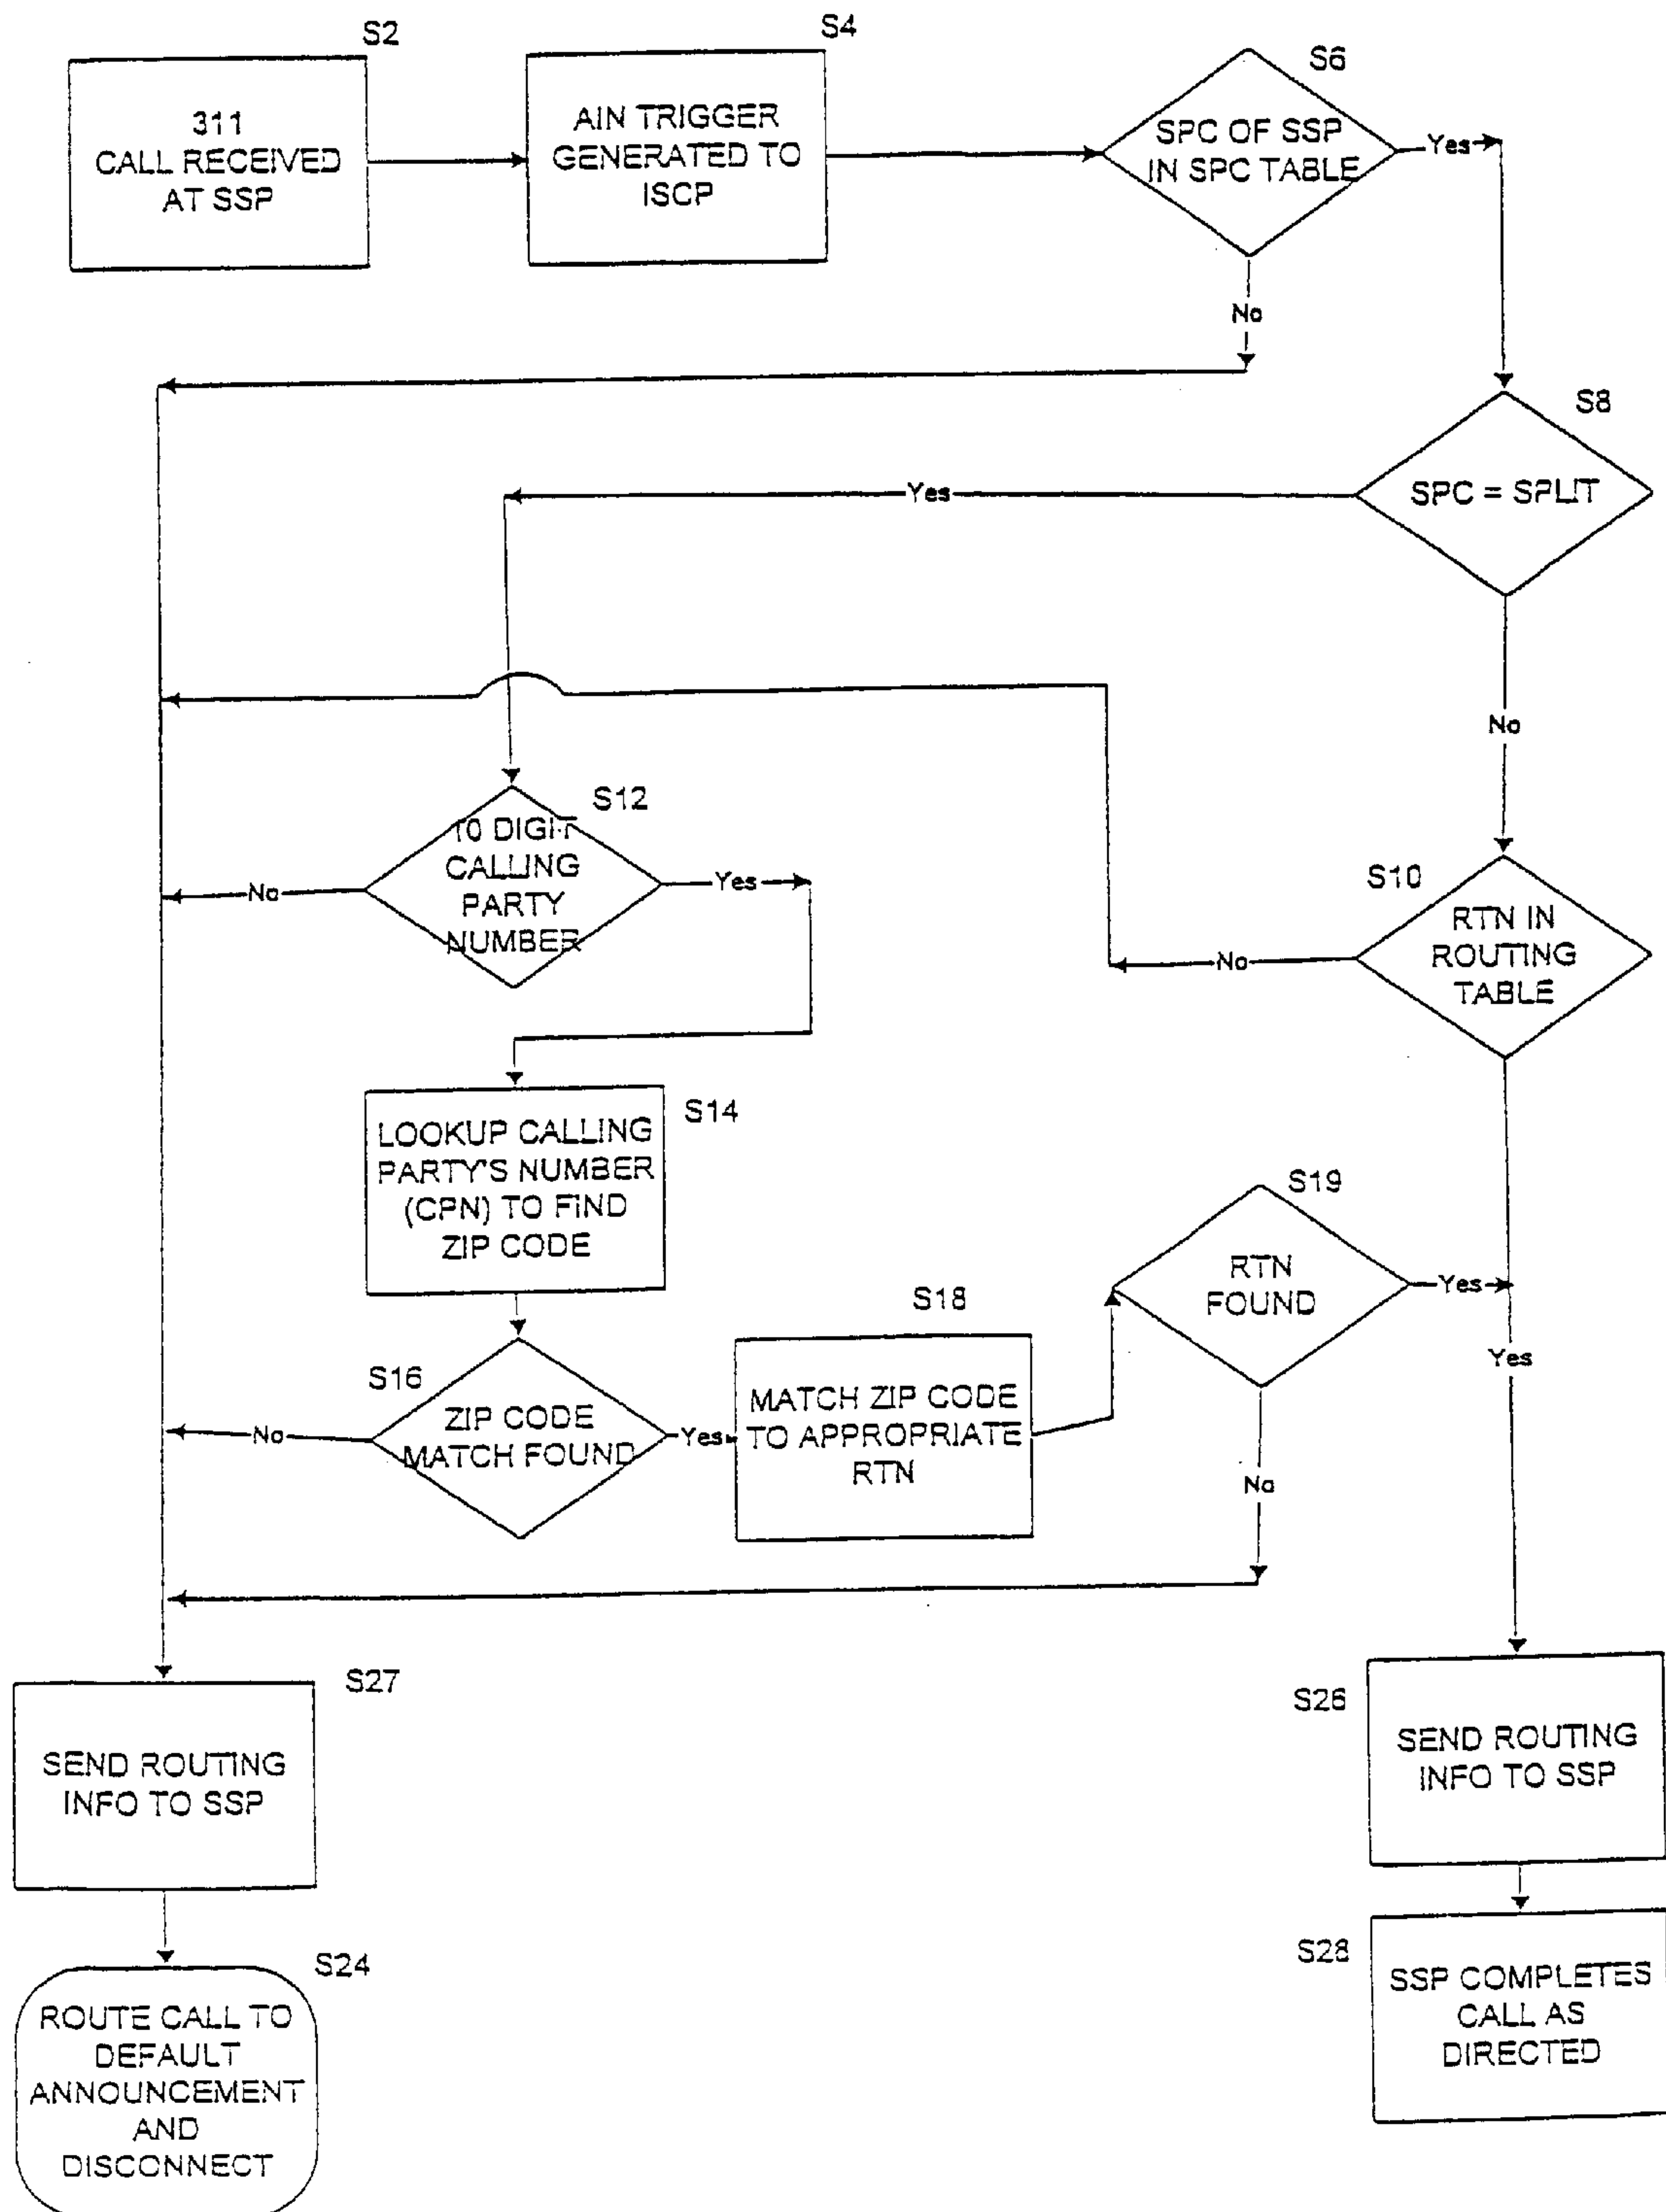 S2
311
CALL RECEIVED
AT SSP
S4
AIN TRIGGER
GENERATED TO
ISCP
S6
SPC OF SSP
IN SPC TABLE
Yes
No
S8
SPC = SPLIT
Yes
No
S12
10 DIGIT
CALLING
PARTY
NUMBER
No
Yes
S10
RTN IN
ROUTING
TABLE
No
Yes
S14
LOOKUP CALLING
PARTY'S NUMBER
(CPN) TO FIND
ZIP CODE
S16
ZIP CODE
MATCH FOUND
No
Yes
S18
MATCH ZIP CODE
TO APPROPRIATE
RTN
S19
RTN
FOUND
Yes
No
S27
SEND ROUTING
INFO TO SSP
S24
ROUTE CALL TO
DEFAULT
ANNOUNCEMENT
AND
DISCONNECT
S26
SEND ROUTING
INFO TO SSP
S28
SSP COMPLETES
CALL AS
DIRECTED